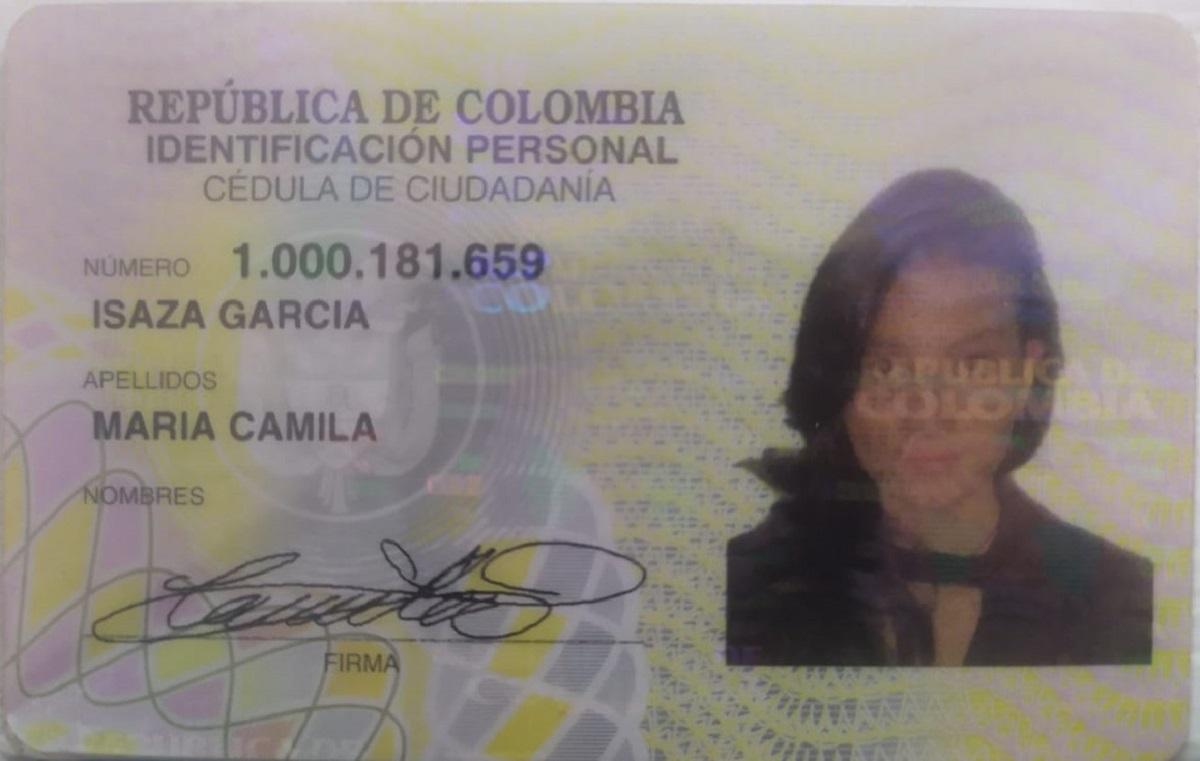 REPÚBLICA DE COLOMBIA
IDENTIFICACIÓN PERSONAL
CÉDULA DE CIUDADANÍA
NÚMERO 1.000.181.659
ISAZA GARCIA
APELLIDOS
MARIA CAMILA
NOMBRES
FIRMA
REPUBLICA DE
COLOMBIA